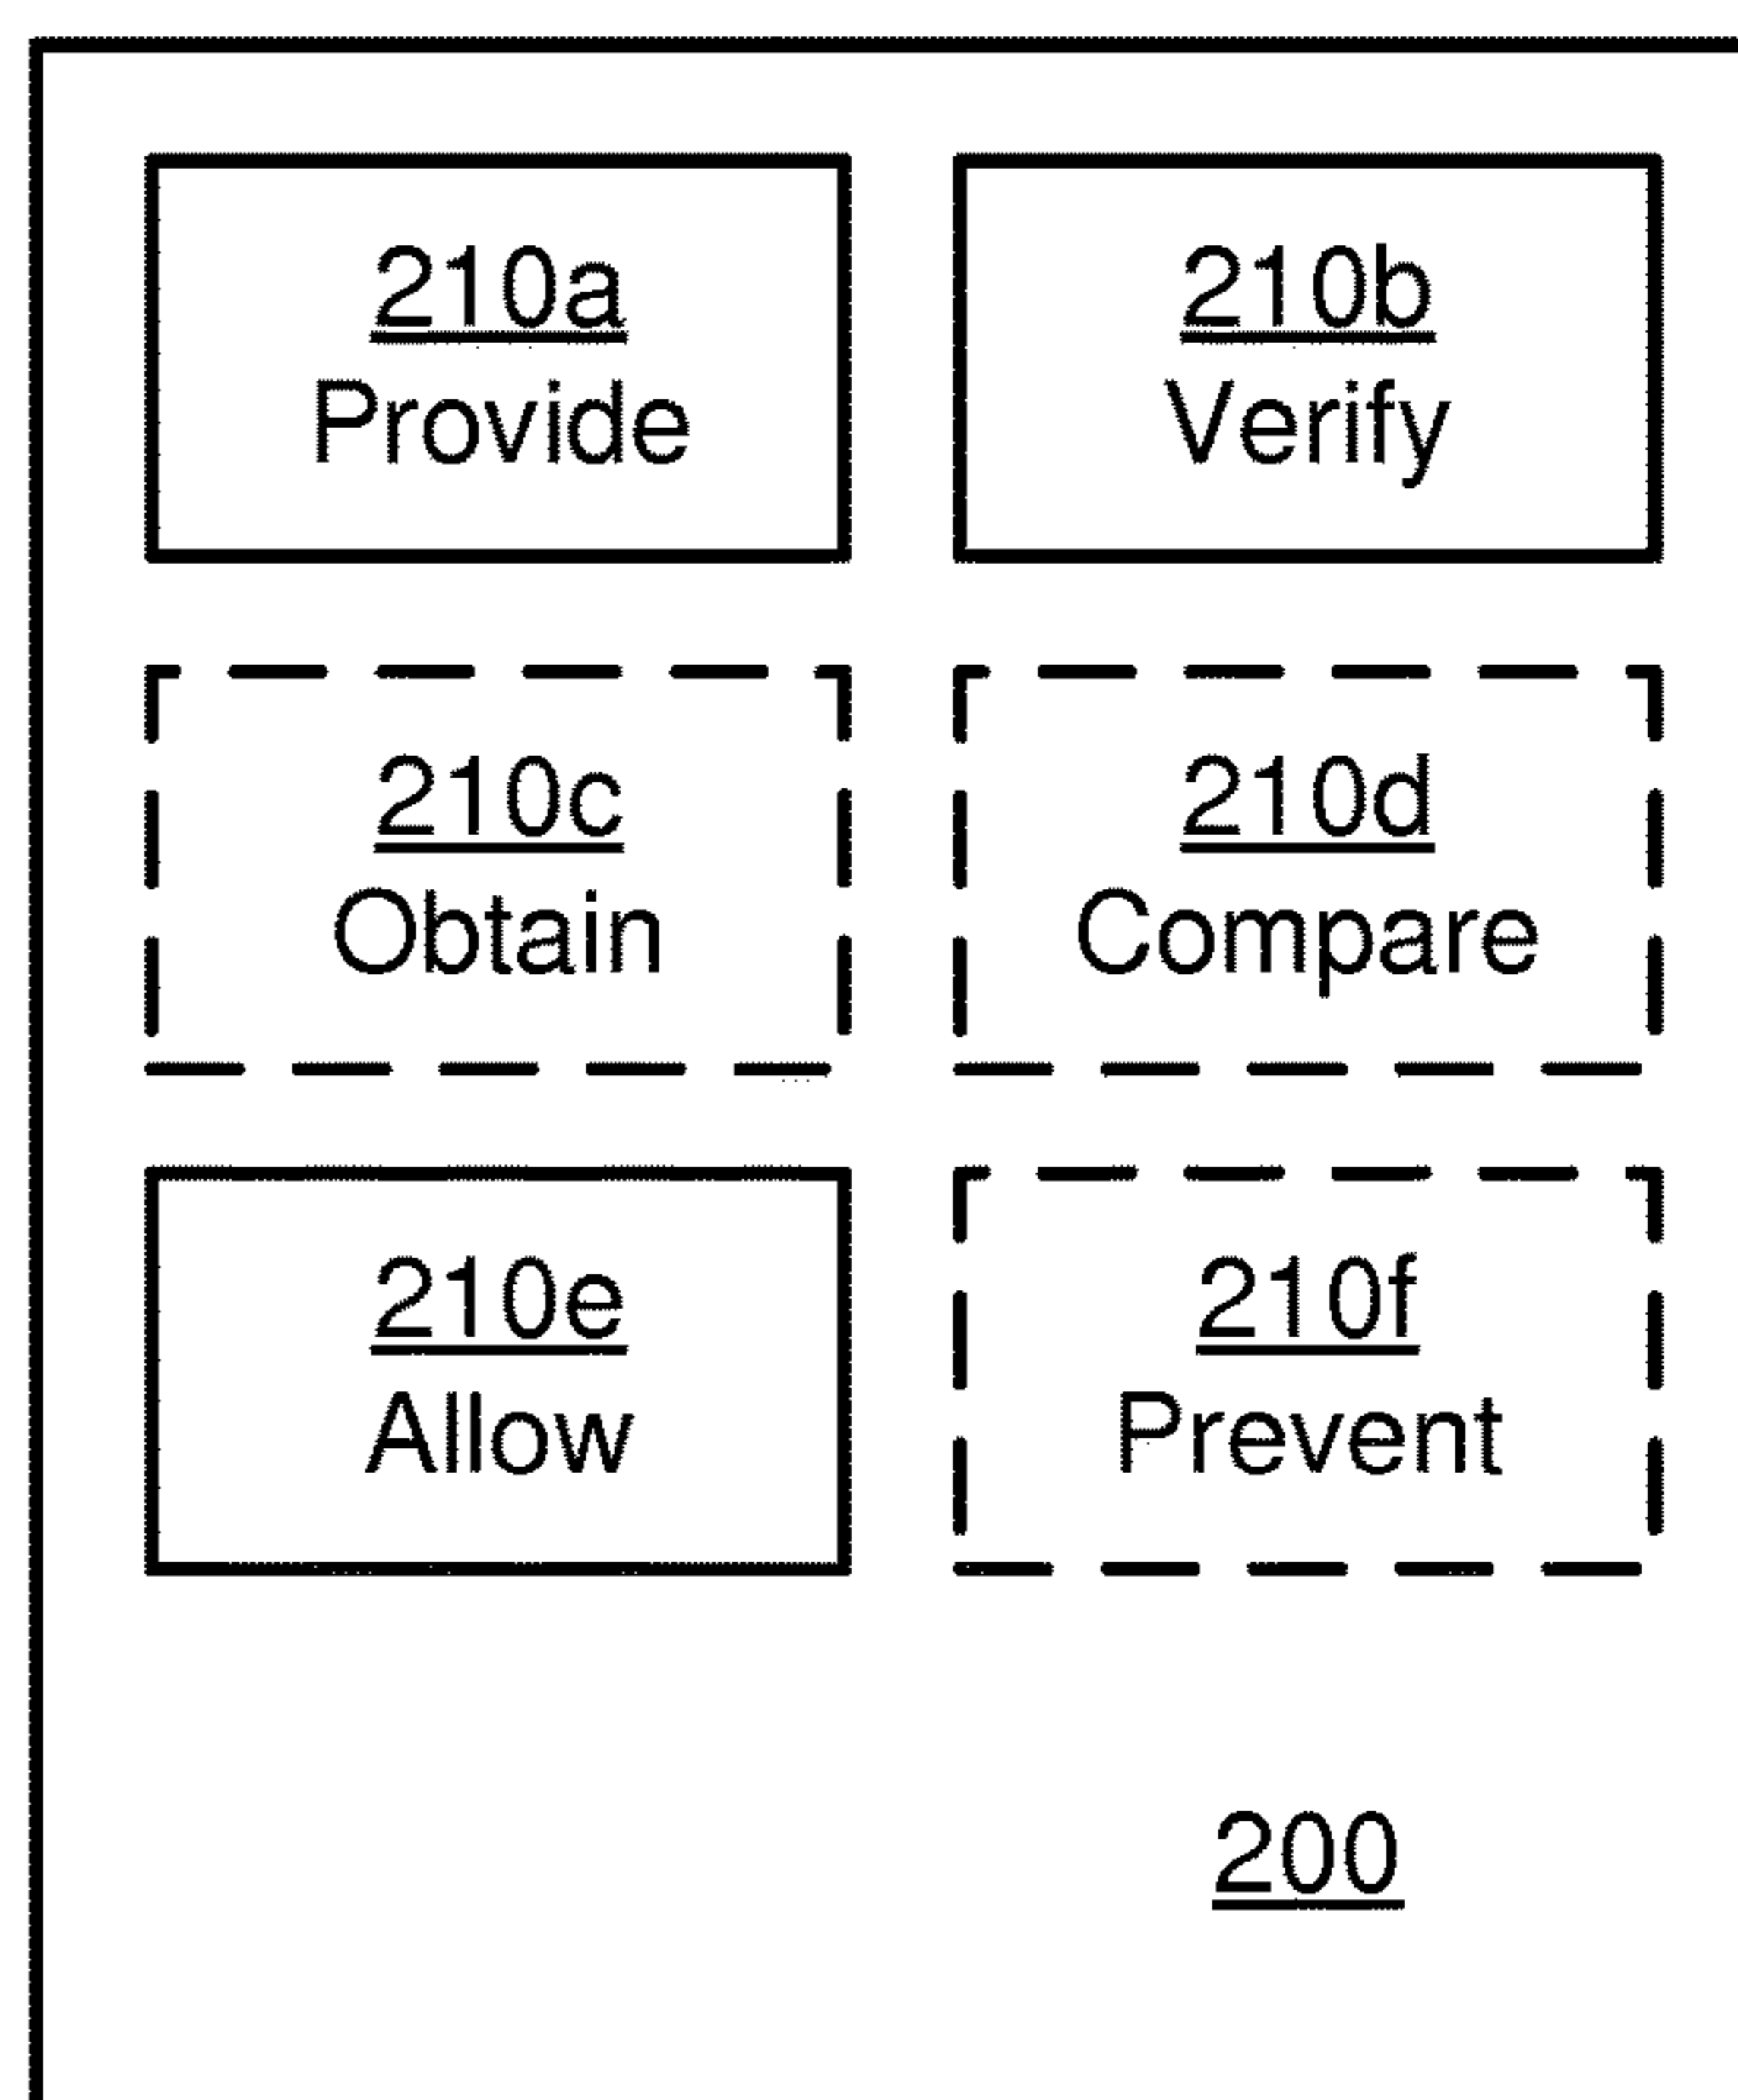 210a
Provide
210b
Verify
210c
Obtain
210d
Compare
210e
Allow
210f
Prevent
200